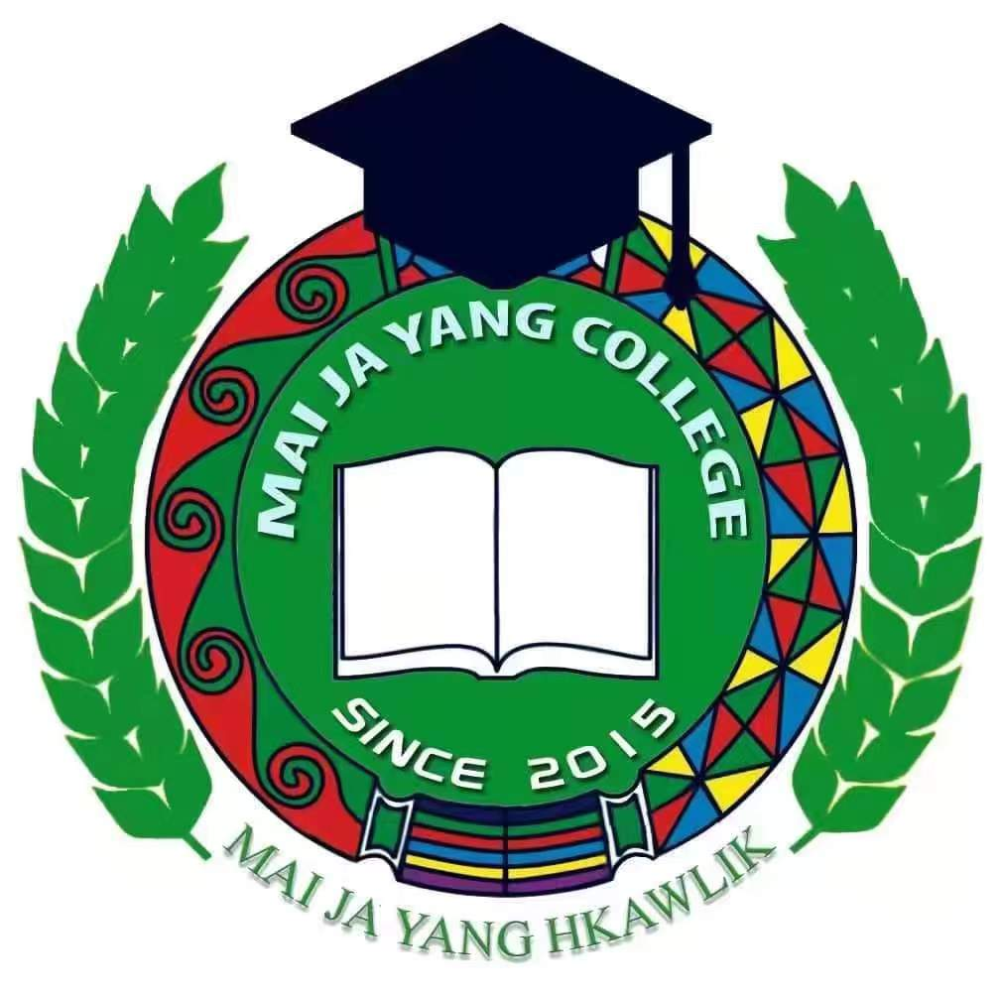 MAI JA YANG COLLEGE
SINCE 2015
MAI JA YANG HKAWLIK